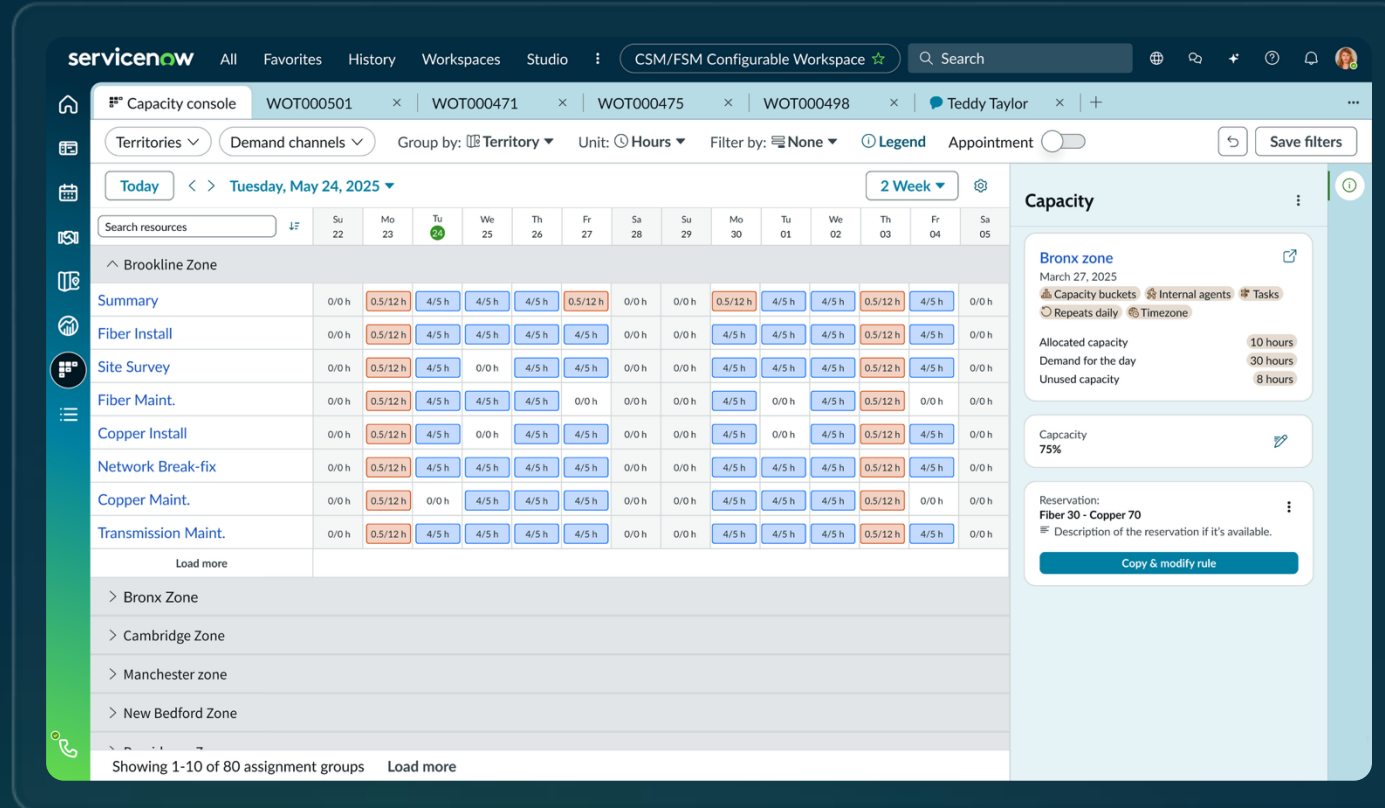 servicenow All Favorites History Workspaces Studio CSM/FSM Configurable Workspace Search
Capacity console WOT000501 × WOT000471 × WOT000475 × WOT000498 × Teddy Taylor × +
Territories Demand channels Group by: Territory Unit: Hours Filter by: None Legend Appointment Save filters
Today < > Tuesday, May 24, 2025 2 Week
Search resources
Su Mo Tu We Th Fr Sa Su Mo Tu We Th Fr Sa
22 23 24 25 26 27 28 29 30 01 02 03 04 05
Brookline Zone
Summary 0/0 h 0.5/12 h 4/5 h 4/5 h 4/5 h 0.5/12 h 0/0 h 0/0 h 0.5/12 h 4/5 h 4/5 h 0.5/12 h 4/5 h 0/0 h
Fiber Install 0/0 h 0.5/12 h 4/5 h 4/5 h 4/5 h 4/5 h 0/0 h 0/0 h 4/5 h 4/5 h 4/5 h 0.5/12 h 4/5 h 0/0 h
Site Survey 0/0 h 0.5/12 h 4/5 h 0/0 h 4/5 h 4/5 h 0/0 h 0/0 h 4/5 h 4/5 h 4/5 h 0.5/12 h 4/5 h 0/0 h
Fiber Maint. 0/0 h 0.5/12 h 4/5 h 4/5 h 4/5 h 0/0 h 0/0 h 0/0 h 4/5 h 0/0 h 4/5 h 0.5/12 h 0/0 h 0/0 h
Copper Install 0/0 h 0.5/12 h 4/5 h 0/0 h 4/5 h 4/5 h 0/0 h 0/0 h 4/5 h 0/0 h 4/5 h 0.5/12 h 4/5 h 0/0 h
Network Break-fix 0/0 h 0.5/12 h 4/5 h 4/5 h 4/5 h 4/5 h 0/0 h 0/0 h 4/5 h 4/5 h 4/5 h 0.5/12 h 4/5 h 0/0 h
Copper Maint. 0/0 h 0.5/12 h 0/0 h 4/5 h 4/5 h 4/5 h 0/0 h 0/0 h 4/5 h 4/5 h 4/5 h 0.5/12 h 0/0 h 0/0 h
Transmission Maint. 0/0 h 0.5/12 h 4/5 h 4/5 h 4/5 h 4/5 h 0/0 h 0/0 h 4/5 h 4/5 h 4/5 h 0.5/12 h 4/5 h 0/0 h
Load more
Bronx Zone
Cambridge Zone
Manchester zone
New Bedford Zone
Showing 1-10 of 80 assignment groups Load more
Capacity
Bronx zone
March 27, 2025
Capacity buckets Internal agents Tasks
Repeats daily Timezone
Allocated capacity 10 hours
Demand for the day 30 hours
Unused capacity 8 hours
Capcacity
75%
Reservation:
Fiber 30 - Copper 70
Description of the reservation if it's available.
Copy & modify rule